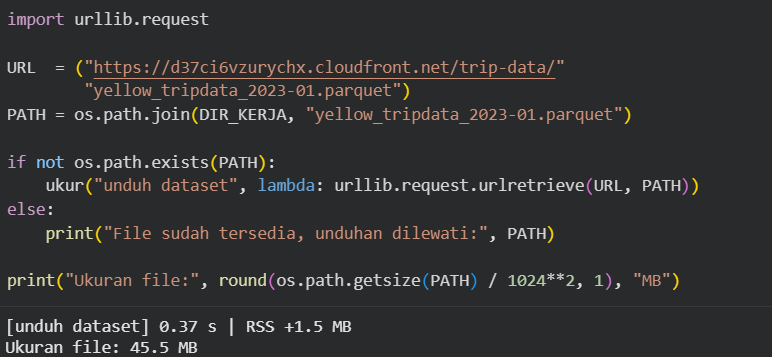 import urllib.request

URL  = ("https://d37ci6vzurychx.cloudfront.net/trip-data/"
        "yellow_tripdata_2023-01.parquet")
PATH = os.path.join(DIR_KERJA, "yellow_tripdata_2023-01.parquet")

if not os.path.exists(PATH):
    ukur("unduh dataset", lambda: urllib.request.urlretrieve(URL, PATH))
else:
    print("File sudah tersedia, unduhan dilewati:", PATH)

print("Ukuran file:", round(os.path.getsize(PATH) / 1024**2, 1), "MB")
[unduh dataset] 0.37 s | RSS +1.5 MB
Ukuran file: 45.5 MB